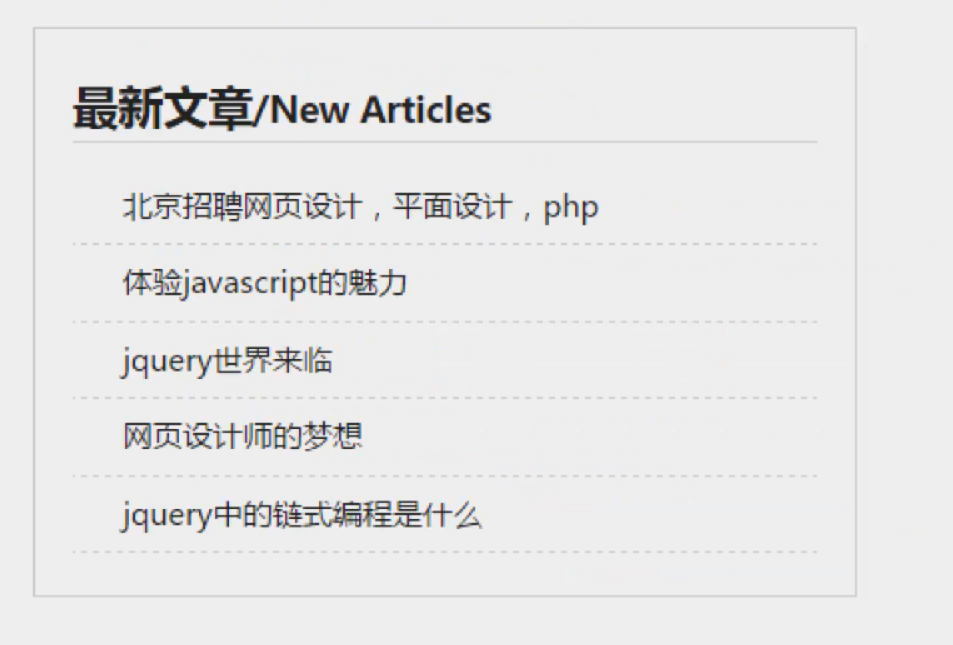 最新文章/New Articles
北京招聘网页设计，平面设计，php
体验javascript的魅力
jquery世界来临
网页设计师的梦想
jquery中的链式编程是什么